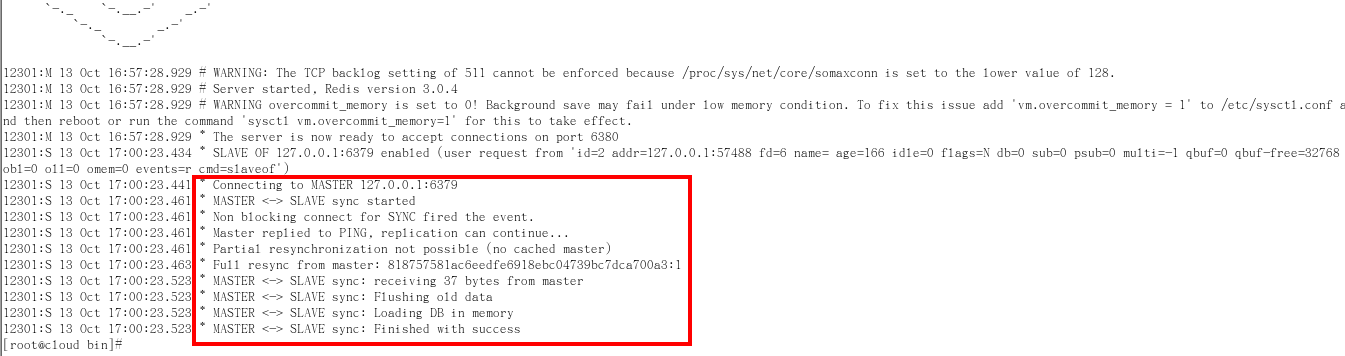 `-._    `-.__.-'    _.-'
`-._        _.-'
`-.__.-'
12301:M 13 Oct 16:57:28.929 # WARNING: The TCP backlog setting of 511 cannot be enforced because /proc/sys/net/core/somaxconn is set to the lower value of 128.
12301:M 13 Oct 16:57:28.929 # Server started, Redis version 3.0.4
12301:M 13 Oct 16:57:28.929 # WARNING overcommit_memory is set to 0! Background save may fail under low memory condition. To fix this issue add 'vm.overcommit_memory = 1' to /etc/sysctl.conf a
nd then reboot or run the command 'sysctl vm.overcommit_memory=1' for this to take effect.
12301:M 13 Oct 16:57:28.929 * The server is now ready to accept connections on port 6380
12301:S 13 Oct 17:00:23.434 * SLAVE OF 127.0.0.1:6379 enabled (user request from 'id=2 addr=127.0.0.1:57488 fd=6 name= age=166 idle=0 flags=N db=0 sub=0 psub=0 multi=-1 qbuf=0 qbuf-free=32768
obl=0 oll=0 omem=0 events=r cmd=slaveof')
12301:S 13 Oct 17:00:23.441 * Connecting to MASTER 127.0.0.1:6379
12301:S 13 Oct 17:00:23.461 * MASTER <-> SLAVE sync started
12301:S 13 Oct 17:00:23.461 * Non blocking connect for SYNC fired the event.
12301:S 13 Oct 17:00:23.461 * Master replied to PING, replication can continue...
12301:S 13 Oct 17:00:23.461 * Partial resynchronization not possible (no cached master)
12301:S 13 Oct 17:00:23.463 * Full resync from master: 818757581ac6eedfe6918ebc04739bc7dca700a3:1
12301:S 13 Oct 17:00:23.523 * MASTER <-> SLAVE sync: receiving 37 bytes from master
12301:S 13 Oct 17:00:23.523 * MASTER <-> SLAVE sync: Flushing old data
12301:S 13 Oct 17:00:23.523 * MASTER <-> SLAVE sync: Loading DB in memory
12301:S 13 Oct 17:00:23.523 * MASTER <-> SLAVE sync: Finished with success
[root@cloud bin]#